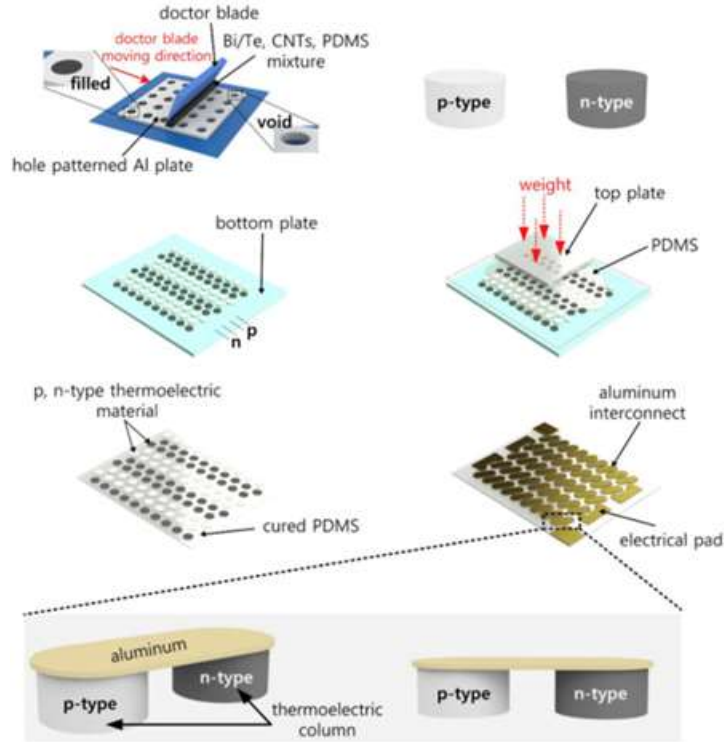 doctor blade
Bi/Te, CNTs, PDMS
mixture
doctor blade
moving direction
filled
void
hole patterned Al plate
p-type
n-type
bottom plate
p
n
weight
top plate
PDMS
p, n-type thermoelectric
material
cured PDMS
aluminum
interconnect
electrical pad
aluminum
p-type
n-type
thermoelectric
column
p-type
n-type